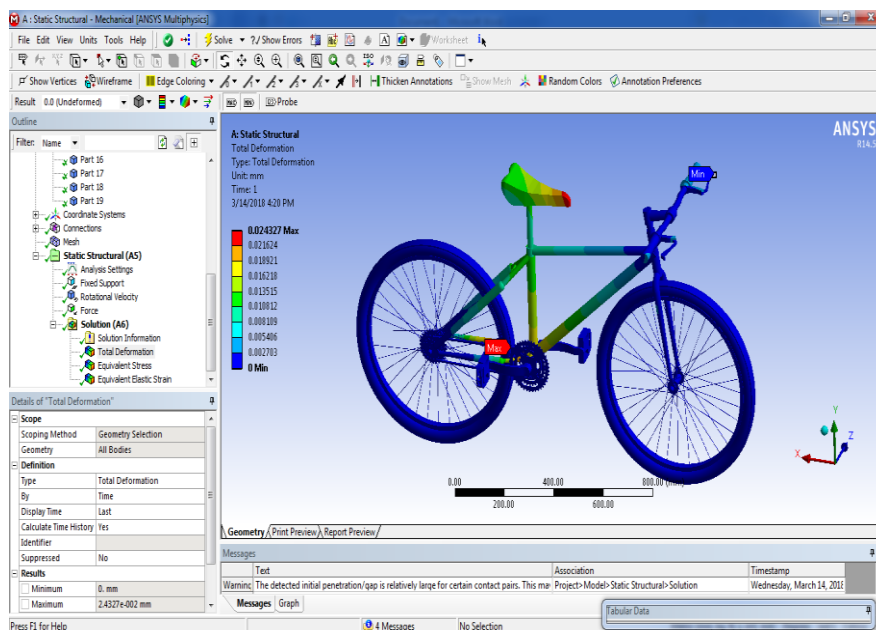 A : Static Structural - Mechanical [ANSYS Multiphysics]
File Edit View Units Tools Help Solve ?/ Show Errors Worksheet
Show Vertices Wireframe Edge Coloring Thicken Annotations Show Mesh Random Colors Annotation Preferences
Result 0.0 (Undeformed) Probe
Outline
Filter: Name
Part 16
Part 17
Part 18
Part 19
Coordinate Systems
Connections
Mesh
Static Structural (A5)
Analysis Settings
Fixed Support
Rotational Velocity
Force
Solution (A6)
Solution Information
Total Deformation
Equivalent Stress
Equivalent Elastic Strain
Details of "Total Deformation"
Scope
Scoping Method Geometry Selection
Geometry All Bodies
Definition
Type Total Deformation
By Time
Display Time Last
Calculate Time History Yes
Identifier
Suppressed No
Results
Minimum 0. mm
Maximum 2.4327e-002 mm
A: Static Structural
Total Deformation
Type: Total Deformation
Unit: mm
Time: 1
3/14/2018 4:20 PM
0.024327 Max
0.021624
0.018921
0.016218
0.013515
0.010812
0.008109
0.005406
0.002703
0 Min
ANSYS
R14.5
Min
Max
Y
Z
X
0.00 400.00 800.00
200.00 600.00
Geometry Print Preview Report Preview
Messages
Text Association Timestamp
Warning The detected initial penetration/gap is relatively large for certain contact pairs. This may Project>Model>Static Structural>Solution Wednesday, March 14, 2018
Messages Graph
Tabular Data
Press F1 for Help 4 Messages No Selection